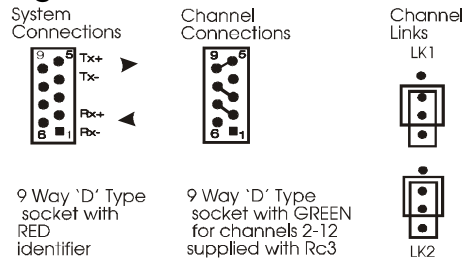 System
Connections
9 5 Tx+
Tx-
Rx+
6 1 Rx-
9 Way `D' Type
socket with
RED
identifier
Channel
Connections
9 5
6 1
9 Way `D' Type
socket with GREEN
for channels 2-12
supplied with Rc3
Channel
Links
LK1
LK2